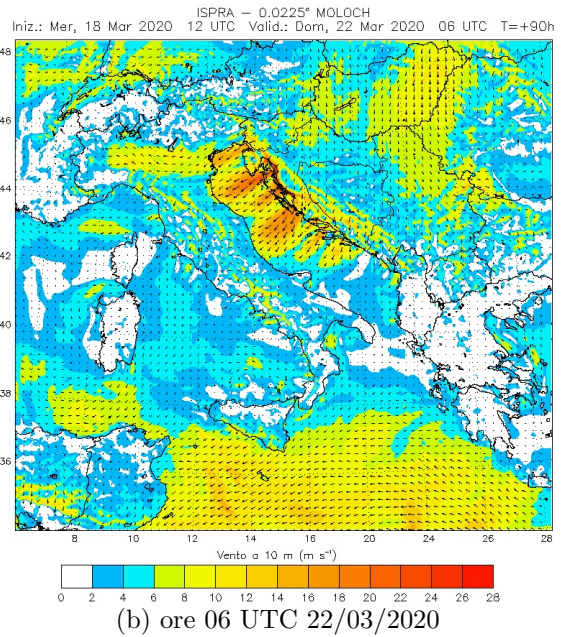 ISPRA – 0.0225° MOLOCH
Iniz.: Mer, 18 Mar 2020 12 UTC Valid.: Dom, 22 Mar 2020 06 UTC T=+90h
48
46
44
42
40
38
36
8 10 12 14 16 18 20 22 24 26 28
Vento a 10 m (m s⁻¹)
0 2 4 6 8 10 12 14 16 18 20 22 24 26 28
(b) ore 06 UTC 22/03/2020